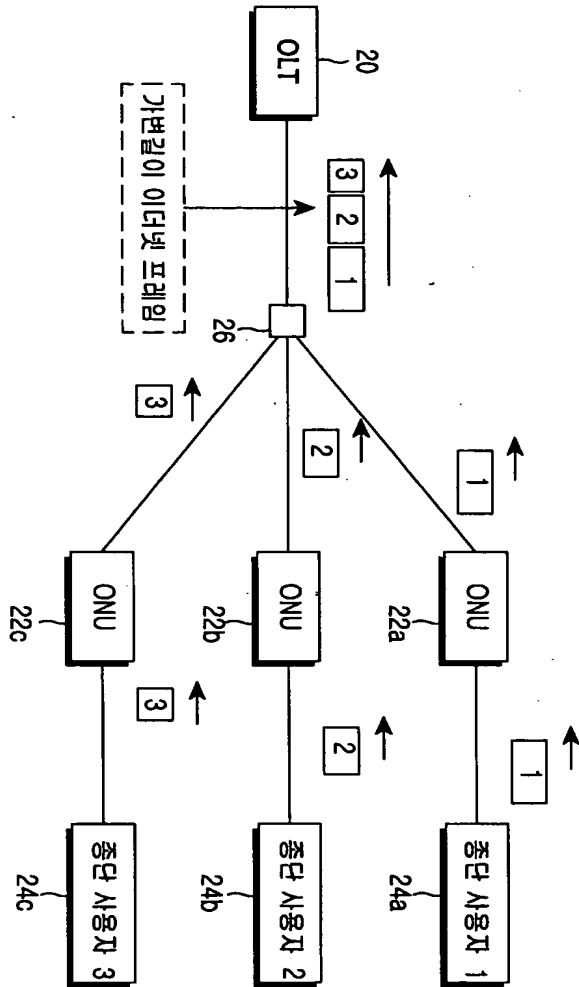 1
1
ONU
종단 사용자 1
22a
24a
20
3 2 1
2
2
OLT
ONU
종단 사용자 2
26
22b
24b
가변길이 이더넷 프레임
3
3
ONU
종단 사용자 3
22c
24c